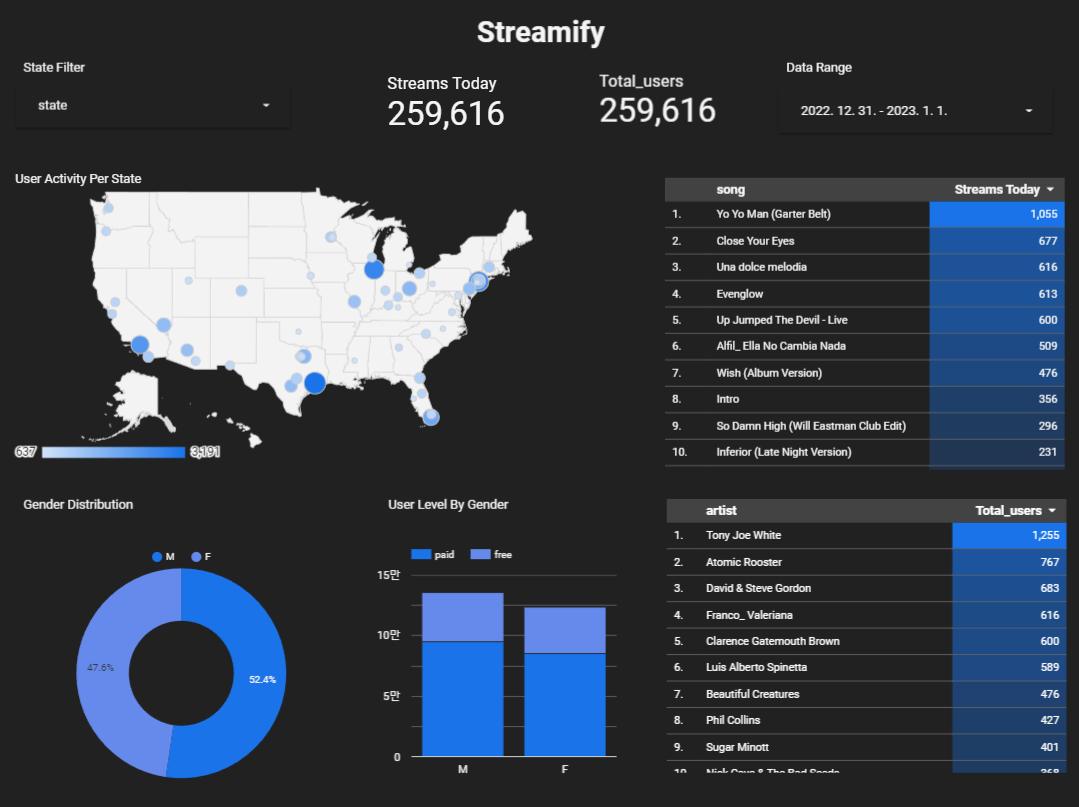 Streamify
State Filter
state
Streams Today
259,616
Total_users
259,616
Data Range
2022. 12. 31. - 2023. 1. 1.
User Activity Per State
637
3,191
song Streams Today
1. Yo Yo Man (Garter Belt) 1,055
2. Close Your Eyes 677
3. Una dolce melodia 616
4. Evenglow 613
5. Up Jumped The Devil - Live 600
6. Alfil_ Ella No Cambia Nada 509
7. Wish (Album Version) 476
8. Intro 356
9. So Damn High (Will Eastman Club Edit) 296
10. Inferior (Late Night Version) 231
Gender Distribution
M F
47.6%
52.4%
User Level By Gender
paid free
15만
10만
5만
0
M F
artist Total_users
1. Tony Joe White 1,255
2. Atomic Rooster 767
3. David & Steve Gordon 683
4. Franco_ Valeriana 616
5. Clarence Gatemouth Brown 600
6. Luis Alberto Spinetta 589
7. Beautiful Creatures 476
8. Phil Collins 427
9. Sugar Minott 401
10. Nick Cave & The Bad Seeds 368